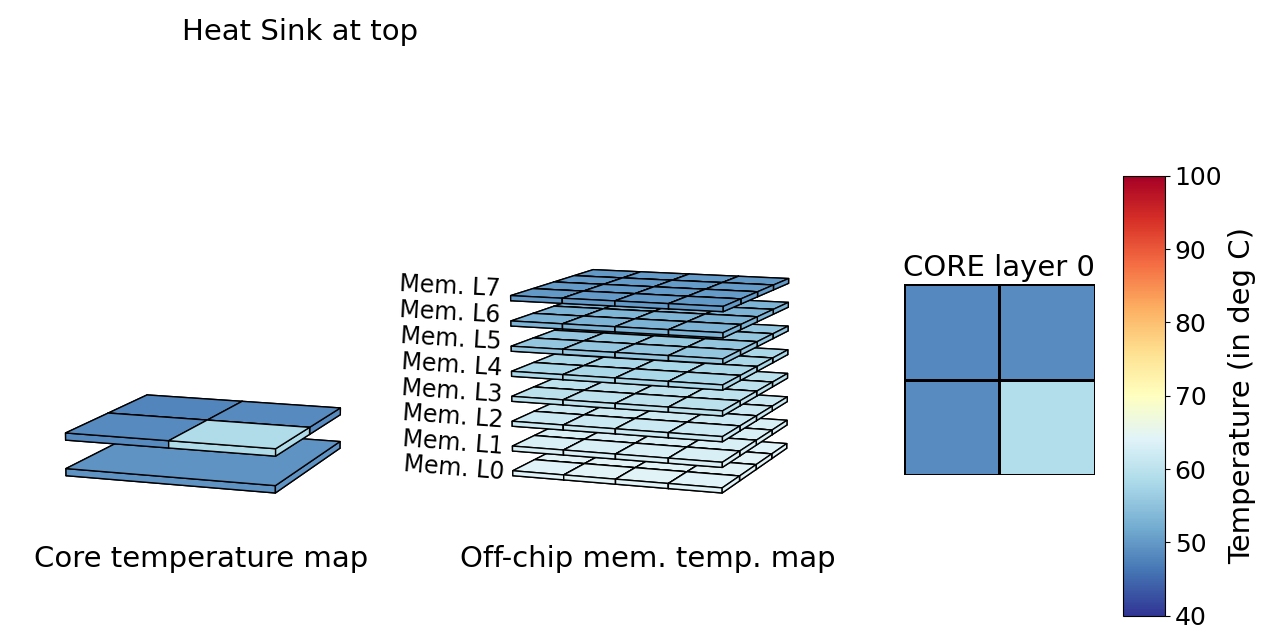 Heat Sink at top
Mem. L7
Mem. L6
Mem. L5
Mem. L4
Mem. L3
Mem. L2
Mem. L1
Mem. L0
Core temperature map
Off-chip mem. temp. map
CORE layer 0
100
90
80
70
60
50
40
Temperature (in deg C)